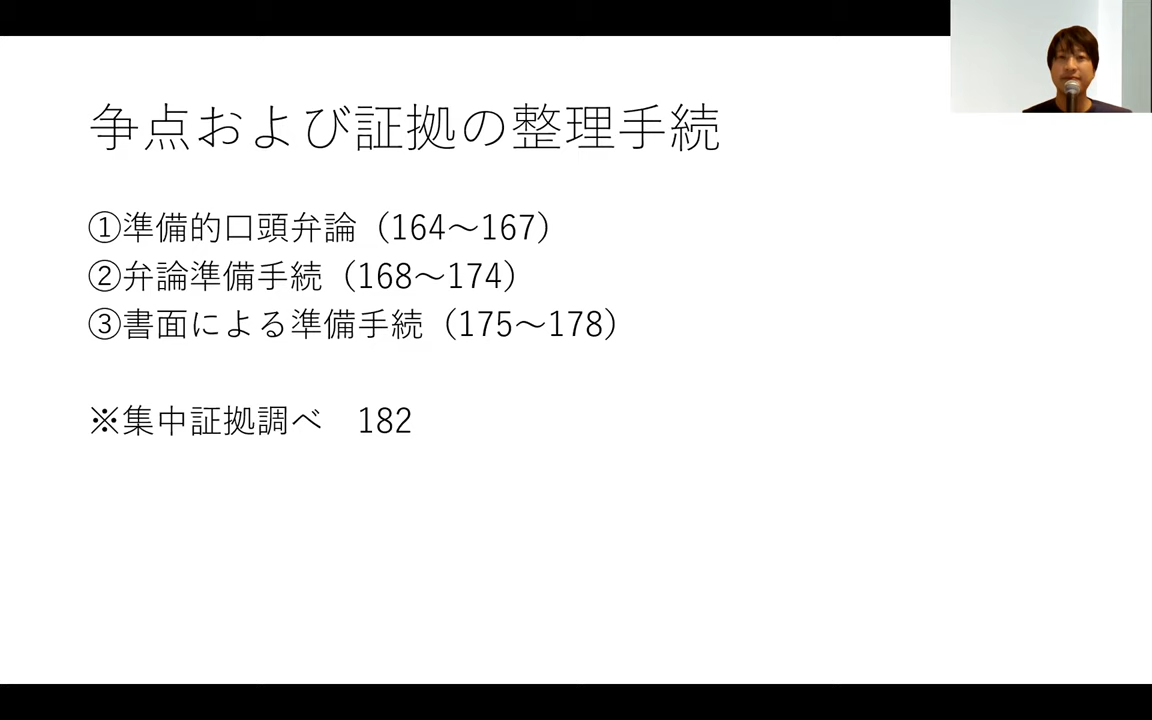 争点および証拠の整理手続
①準備的口頭弁論（164～167）
②弁論準備手続（168～174）
③書面による準備手続（175～178）
※集中証拠調べ　182